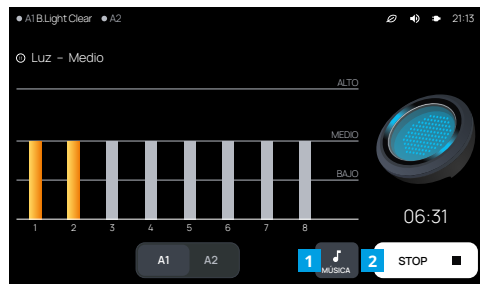 A1 B.Light Clear A2 21:13
Luz – Medio
ALTO
MEDIO
BAJO
1 2 3 4 5 6 7 8
06:31
A1 A2 1 MÚSICA 2 STOP